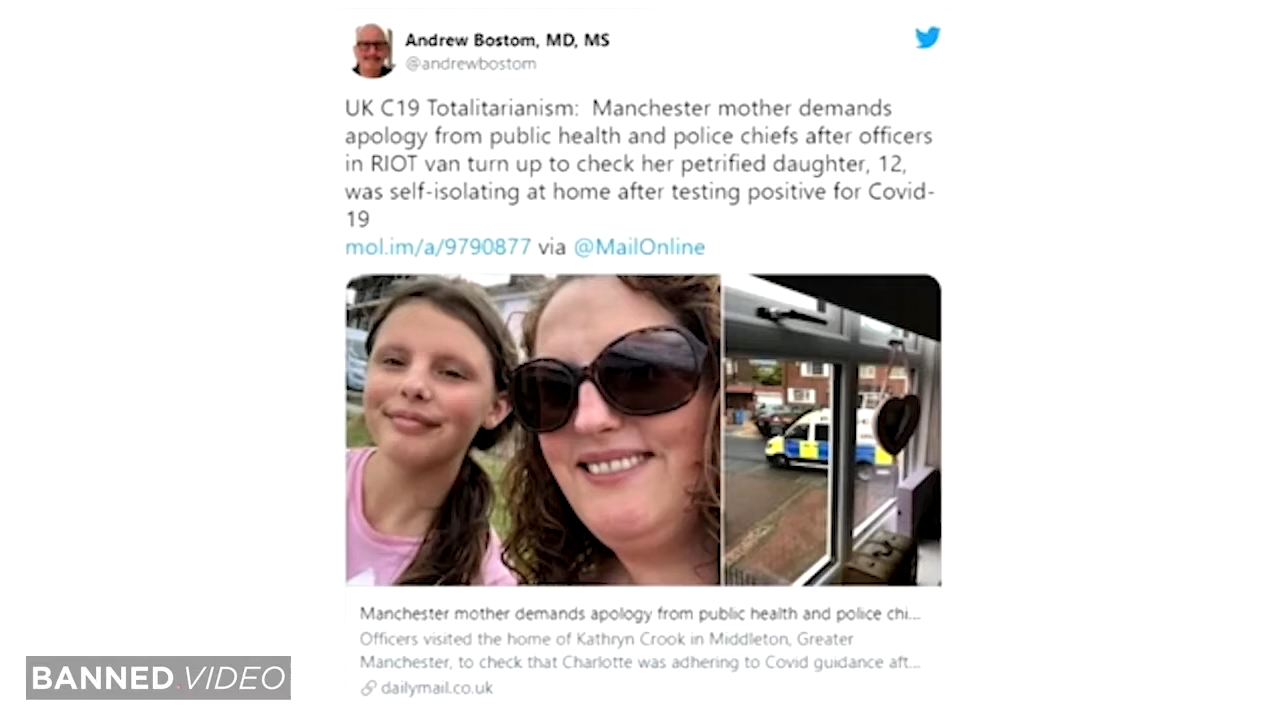 Andrew Bostom, MD, MS
@andrewbostom
UK C19 Totalitarianism: Manchester mother demands
apology from public health and police chiefs after officers
in RIOT van turn up to check her petrified daughter, 12,
was self-isolating at home after testing positive for Covid-
19
mol.im/a/9790877 via @MailOnline
Manchester mother demands apology from public health and police chi...
Officers visited the home of Kathryn Crook in Middleton, Greater
Manchester, to check that Charlotte was adhering to Covid guidance aft...
dailymail.co.uk
BANNED.VIDEO